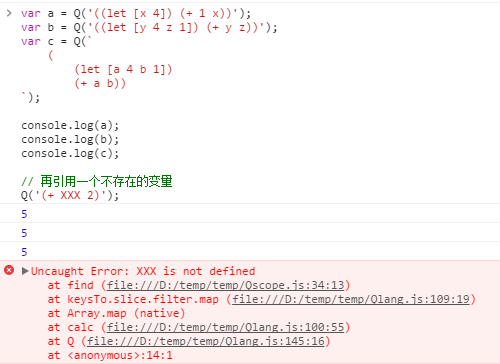 > var a = Q('((let [x 4]) (+ 1 x))');
var b = Q('((let [y 4 z 1]) (+ y z))');
var c = Q(`
(
(let [a 4 b 1])
(+ a b))
`);
console.log(a);
console.log(b);
console.log(c);
// 再引用一个不存在的变量
Q('(+ XXX 2)');
5
5
5
▶Uncaught Error: XXX is not defined
at find (file:///D:/temp/temp/Qscope.js:34:13)
at keysTo.slice.filter.map (file:///D:/temp/temp/Qlang.js:109:19)
at Array.map (native)
at calc (file:///D:/temp/temp/Qlang.js:100:55)
at Q (file:///D:/temp/temp/Qlang.js:145:16)
at <anonymous>:14:1